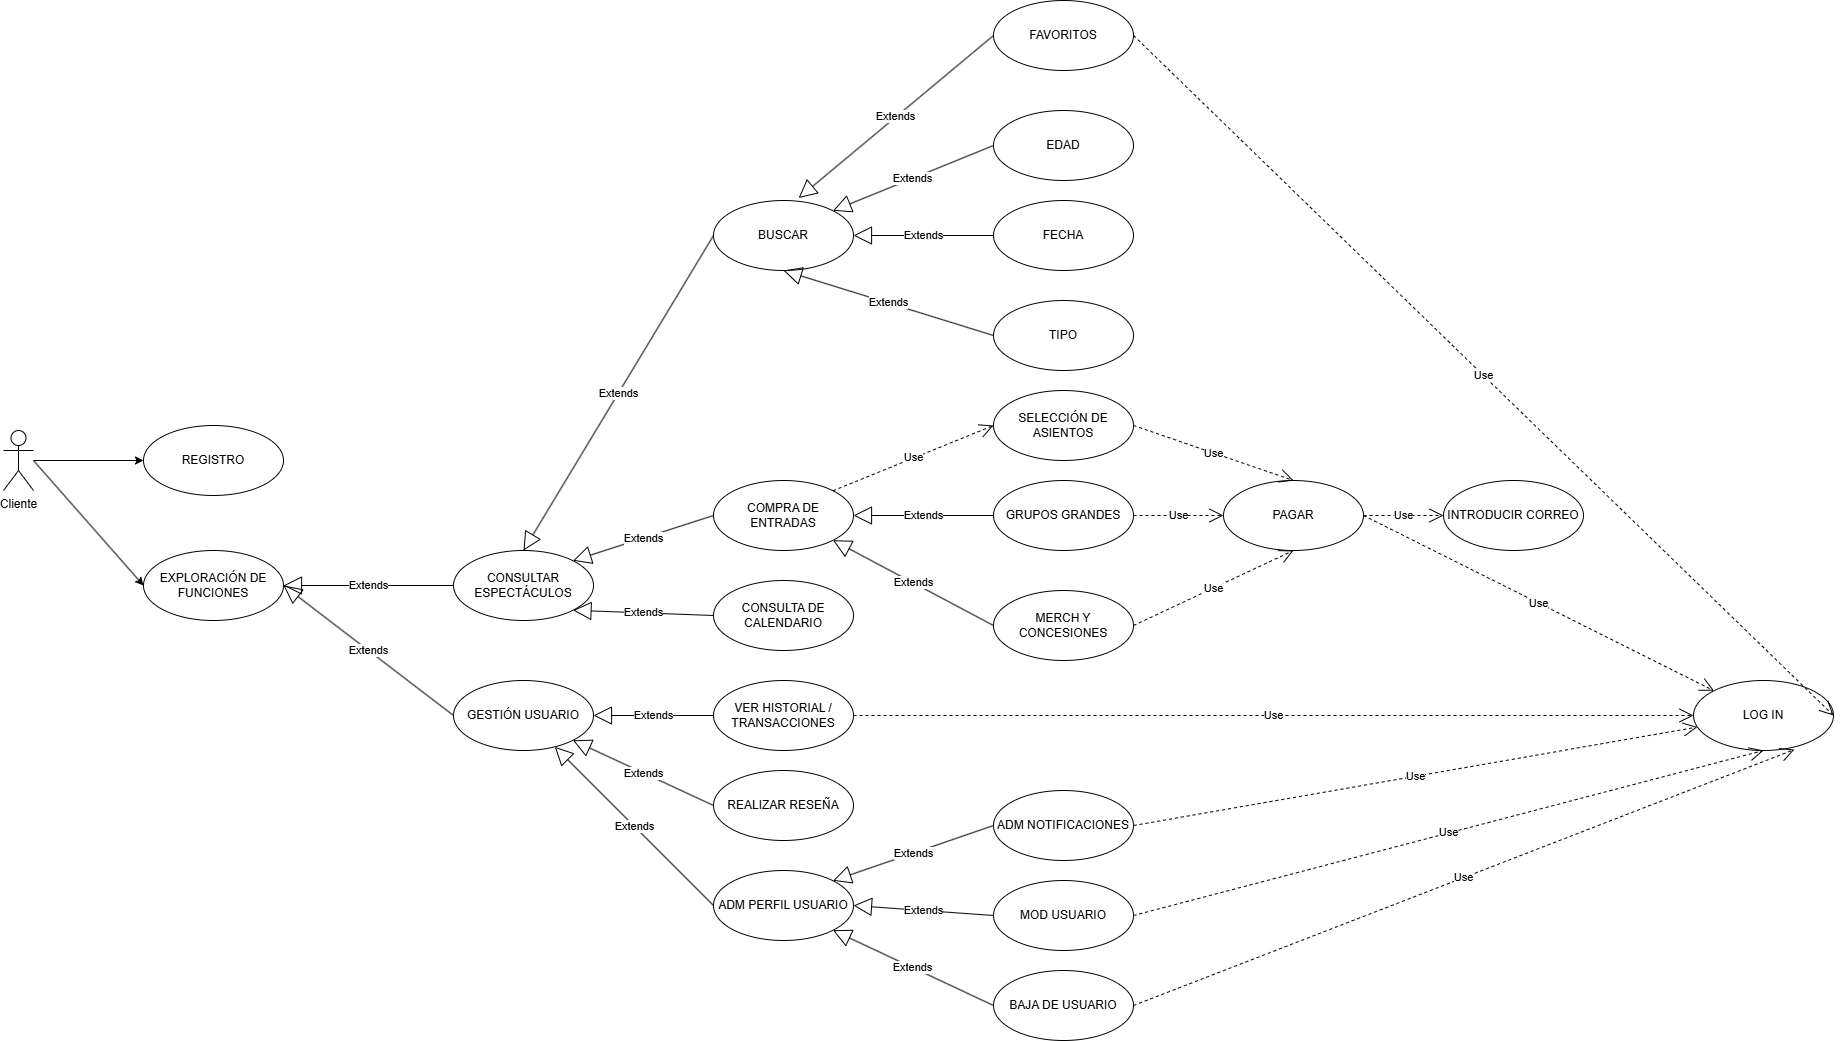 FAVORITOS
Extends
EDAD
Extends
BUSCAR
Extends
FECHA
Extends
TIPO
Use
Extends
SELECCIÓN DE
ASIENTOS
Use
Use
REGISTRO
Cliente
COMPRA DE
ENTRADAS
Extends
GRUPOS GRANDES
Use
PAGAR
Use
INTRODUCIR CORREO
Extends
EXPLORACIÓN DE
FUNCIONES
Extends
CONSULTAR
ESPECTÁCULOS
Extends
Use
Use
Extends
CONSULTA DE
CALENDARIO
MERCH Y
CONCESIONES
Extends
GESTIÓN USUARIO
Extends
VER HISTORIAL /
TRANSACCIONES
Use
LOG IN
Extends
REALIZAR RESEÑA
Use
Extends
ADM NOTIFICACIONES
Use
Extends
Use
ADM PERFIL USUARIO
Extends
MOD USUARIO
Extends
BAJA DE USUARIO